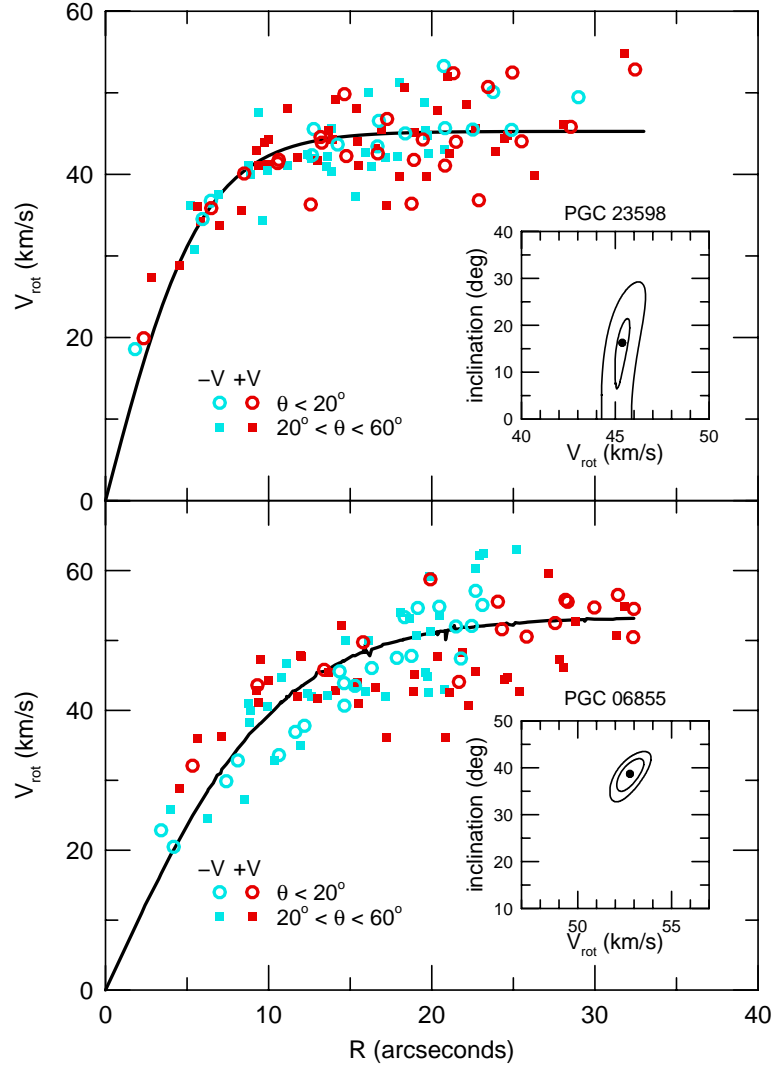 60
40
20
0
V_rot (km/s)
PGC 23598
40
30
20
10
0
inclination (deg)
40
45
50
V_rot (km/s)
−V +V
θ < 20°
20° < θ < 60°
60
40
20
0
V_rot (km/s)
PGC 06855
50
40
30
20
10
inclination (deg)
50
55
V_rot (km/s)
−V +V
θ < 20°
20° < θ < 60°
0
10
20
30
40
R (arcseconds)